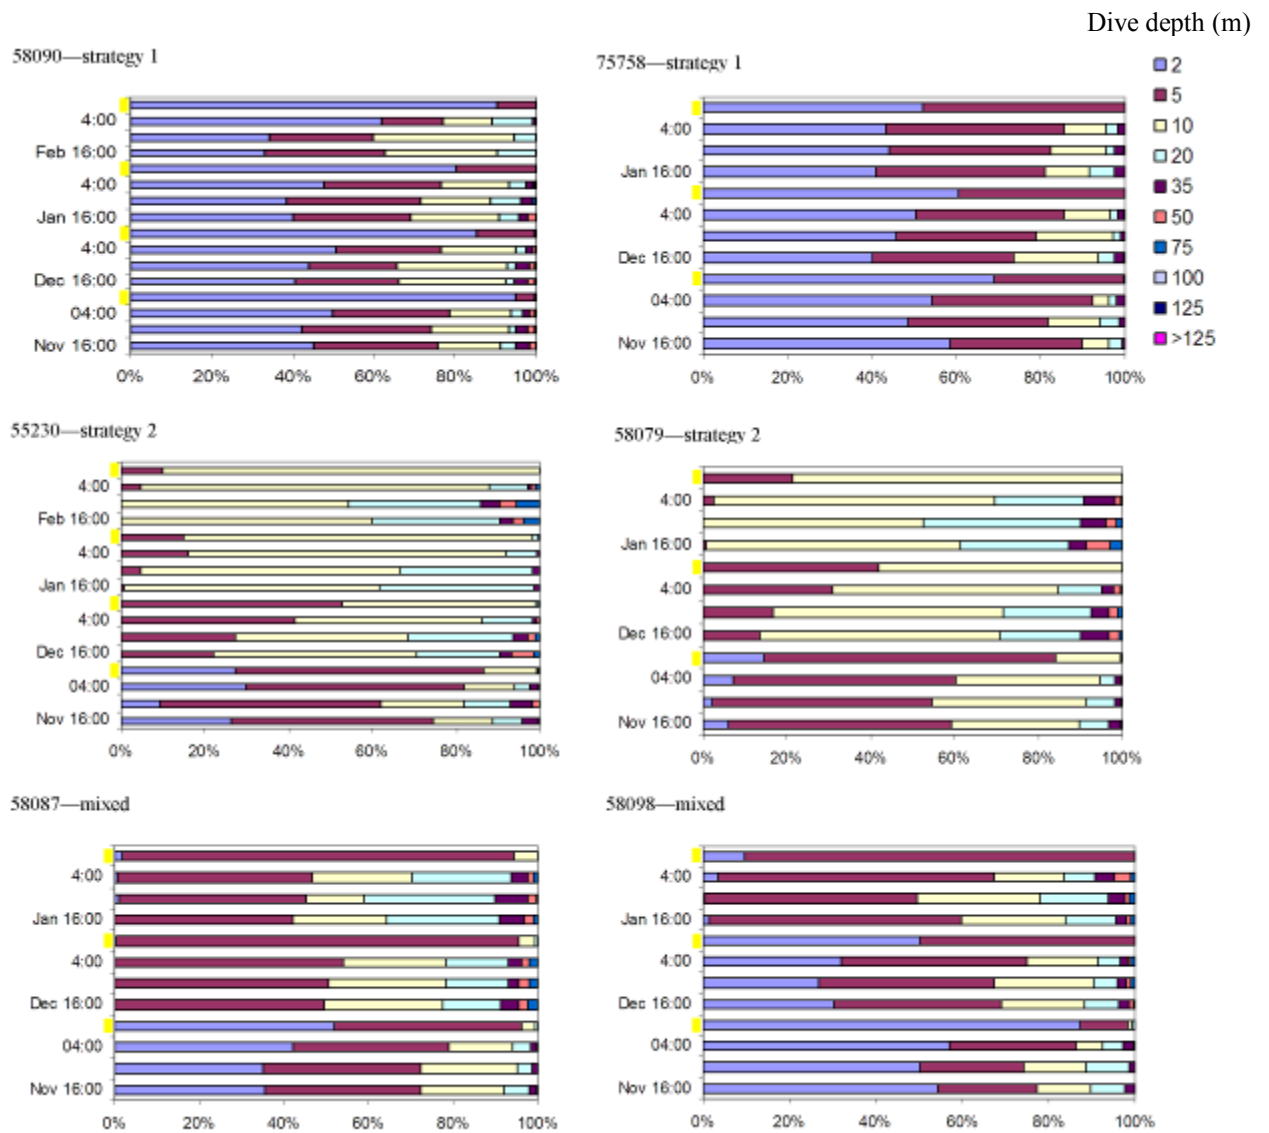 Dive depth (m)
2
5
10
20
35
50
75
100
125
>125
58090—strategy 1
4:00
Feb 16:00
4:00
Jan 16:00
4:00
Dec 16:00
04:00
Nov 16:00
0% 20% 40% 60% 80% 100%
75758—strategy 1
4:00
Jan 16:00
4:00
Dec 16:00
04:00
Nov 16:00
0% 20% 40% 60% 80% 100%
55230—strategy 2
4:00
Feb 16:00
4:00
Jan 16:00
4:00
Dec 16:00
04:00
Nov 16:00
0% 20% 40% 60% 80% 100%
58079—strategy 2
4:00
Jan 16:00
4:00
Dec 16:00
04:00
Nov 16:00
0% 20% 40% 60% 80% 100%
58087—mixed
4:00
Jan 16:00
4:00
Dec 16:00
04:00
Nov 16:00
0% 20% 40% 60% 80% 100%
58098—mixed
4:00
Jan 16:00
4:00
Dec 16:00
04:00
Nov 16:00
0% 20% 40% 60% 80% 100%